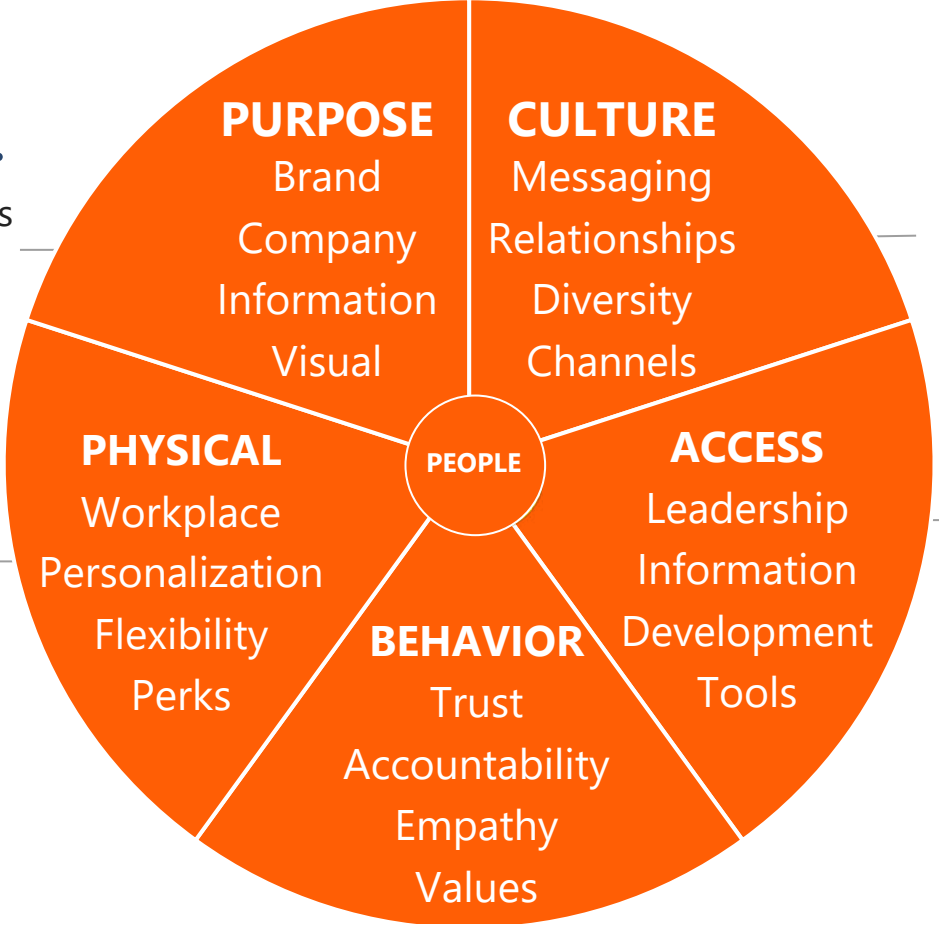 PURPOSE
Brand
Company
Information
Visual
CULTURE
Messaging
Relationships
Diversity
Channels
PHYSICAL
Workplace
Personalization
Flexibility
Perks
PEOPLE
ACCESS
Leadership
Information
Development
Tools
BEHAVIOR
Trust
Accountability
Empathy
Values